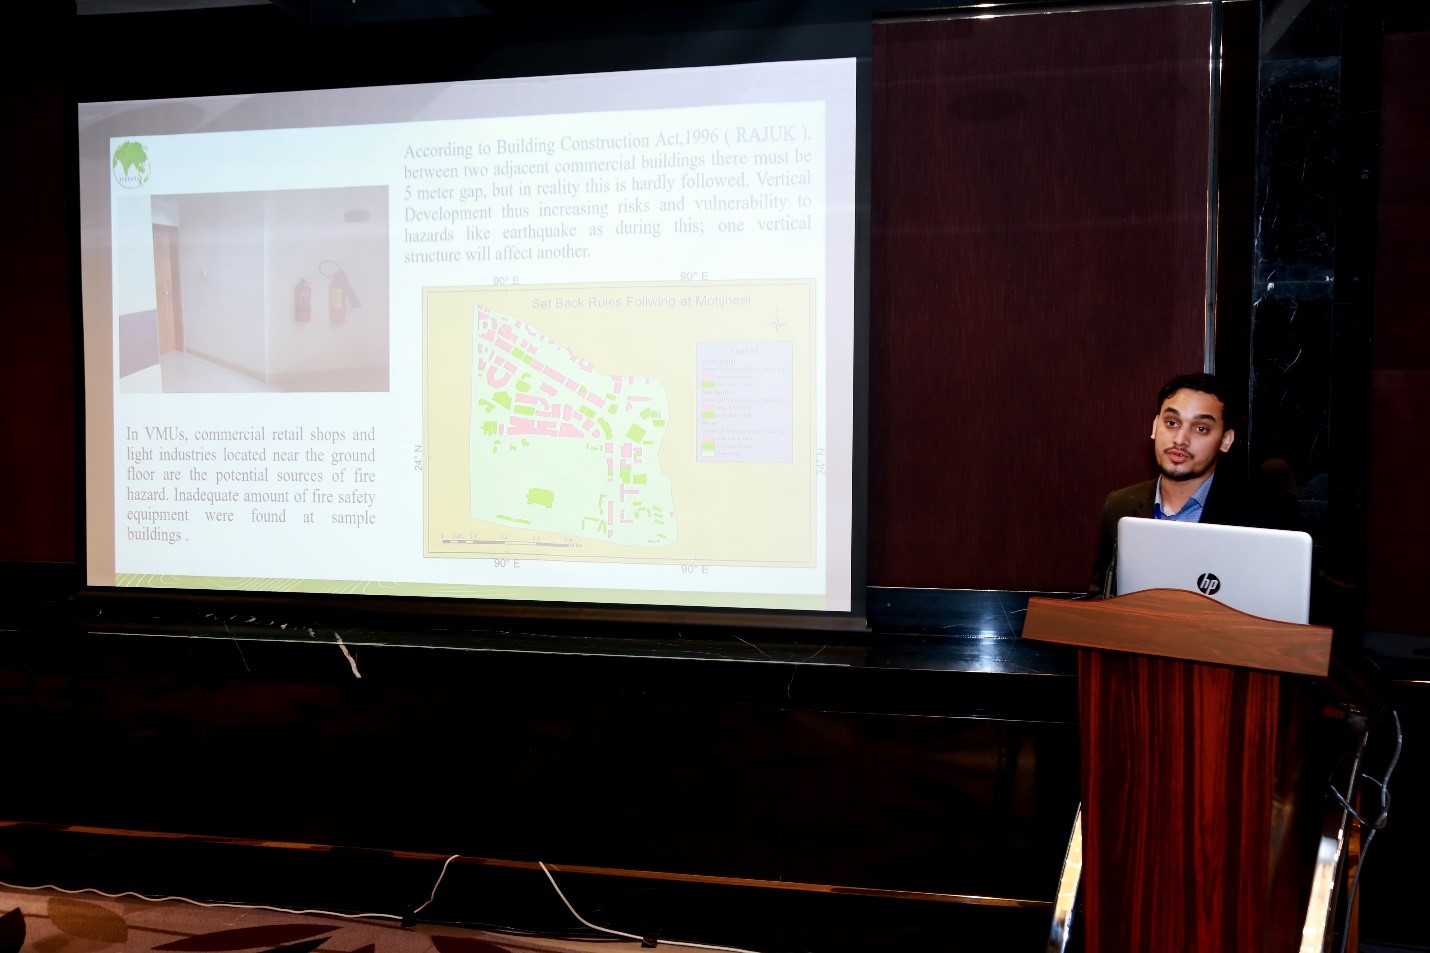 According to Building Construction Act,1996 ( RAJUK ),
between two adjacent commercial buildings there must be
5 meter gap, but in reality this is hardly followed. Vertical
Development thus increasing risks and vulnerability to
hazards like earthquake as during this; one vertical
structure will affect another.
90° E
90° E
Set Back Rules Follwing at Motijheel
Legend
24° N
24° N
90° E
90° E
In VMUs, commercial retail shops and
light industries located near the ground
floor are the potential sources of fire
hazard. Inadequate amount of fire safety
equipment were found at sample
buildings .
hp